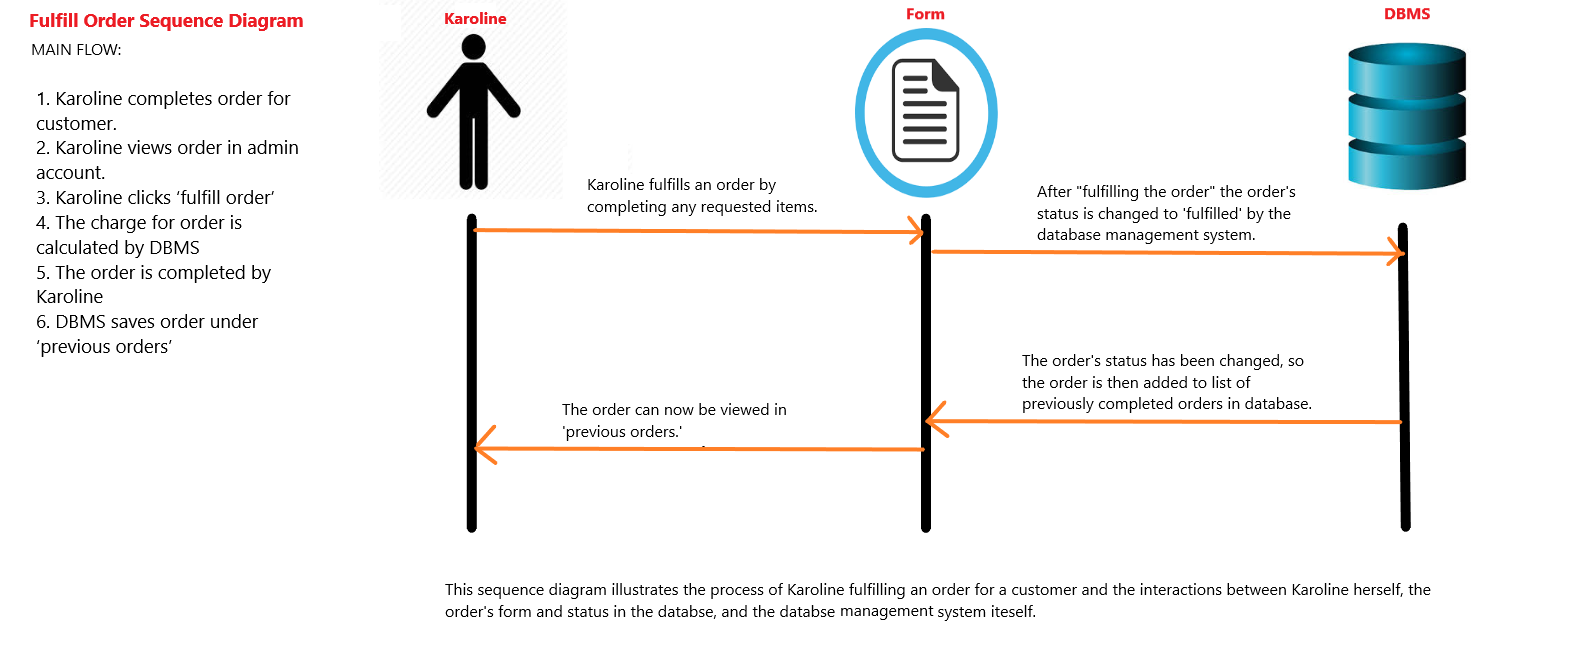 Fulfill Order Sequence Diagram
MAIN FLOW:
1. Karoline completes order for
customer.
2. Karoline views order in admin
account.
3. Karoline clicks ‘fulfill order’
4. The charge for order is
calculated by DBMS
5. The order is completed by
Karoline
6. DBMS saves order under
‘previous orders’
Karoline
Form
DBMS
Karoline fulfills an order by
completing any requested items.
After "fulfilling the order" the order's
status is changed to 'fulfilled' by the
database management system.
The order's status has been changed, so
the order is then added to list of
previously completed orders in database.
The order can now be viewed in
'previous orders.'
This sequence diagram illustrates the process of Karoline fulfilling an order for a customer and the interactions between Karoline herself, the
order's form and status in the databse, and the databse management system iteself.